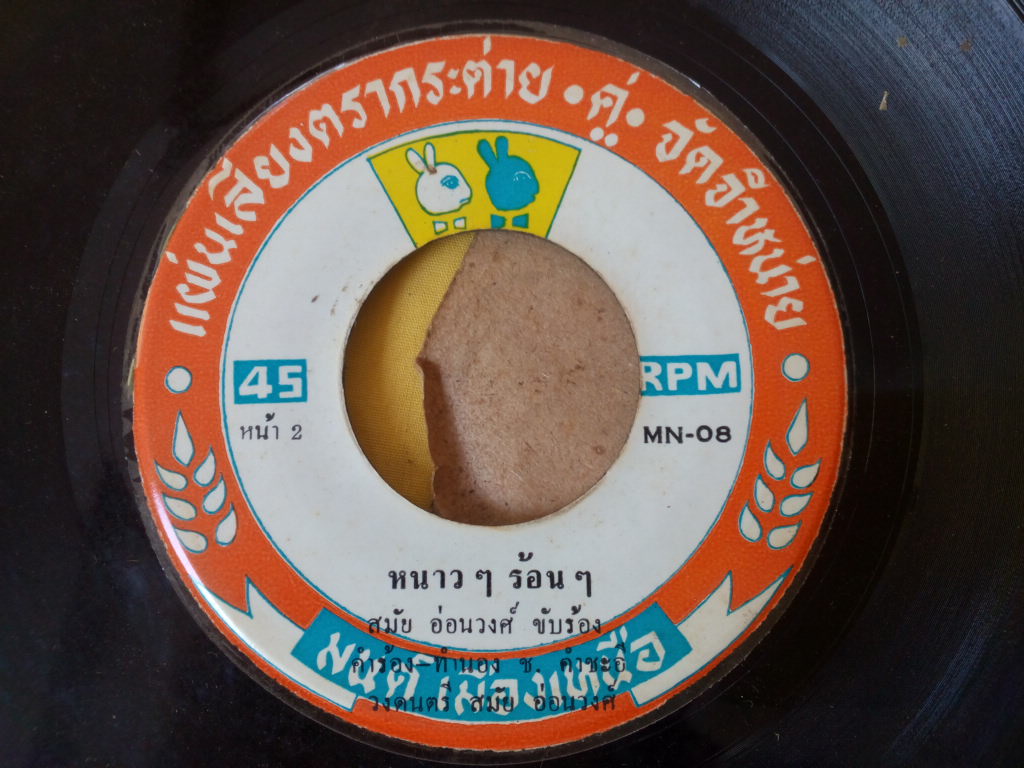 แผ่นเสียงตรากระต่าย • คู่ • จัดจำหน่าย
45 RPM
หน้า 2 MN-08
หนาว ๆ ร้อน ๆ
สมัย อ่อนวงศ์ ขับร้อง
คำร้อง-ทำนอง ช. คำชะอี
วงดนตรี สมัย อ่อนวงศ์
มนต์เมืองเหนือ